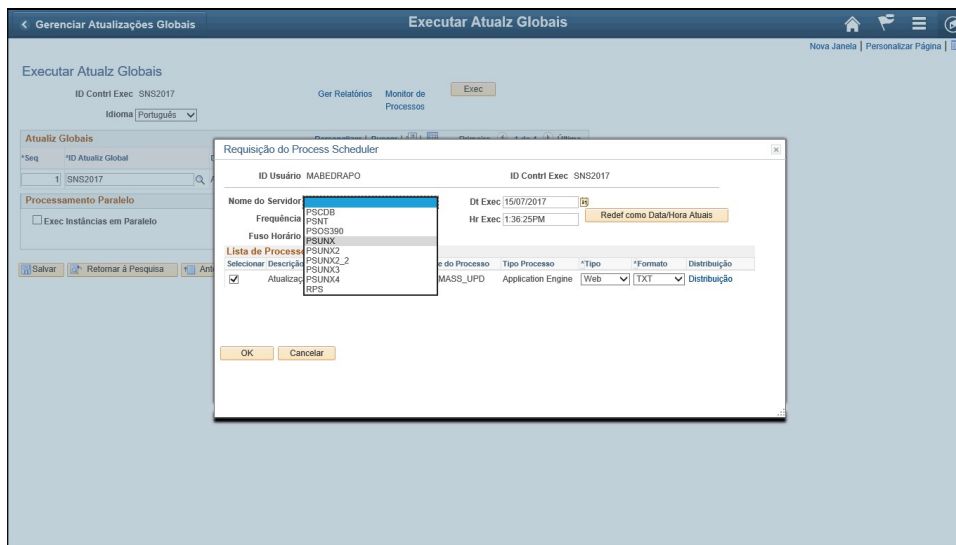 Gerenciar Atualizações Globais
Executar Atualz Globais
Nova Janela | Personalizar Página |
Executar Atualz Globais
ID Contrl Exec SNS2017
Ger Relatórios Monitor de Processos Exec
Idioma Português
Atualiz Globais
*Seq *ID Atualiz Global
1 SNS2017
Processamento Paralelo
Exec Instâncias em Paralelo
Salvar Retornar à Pesquisa
Requisição do Process Scheduler
ID Usuário MABEDRAPO ID Contrl Exec SNS2017
Nome do Servidor Dt Exec 15/07/2017
Frequência Hr Exec 1:36:25PM Redef como Data/Hora Atuais
Fuso Horário
PSCDB
PSNT
PSOS390
PSUNX
PSUNX2
PSUNX2_2
PSUNX3
PSUNX4
RPS
Lista de Processo
Selecionar Descrição do Processo Tipo Processo *Tipo *Formato Distribuição
MASS_UPD Application Engine Web TXT Distribuição
OK Cancelar